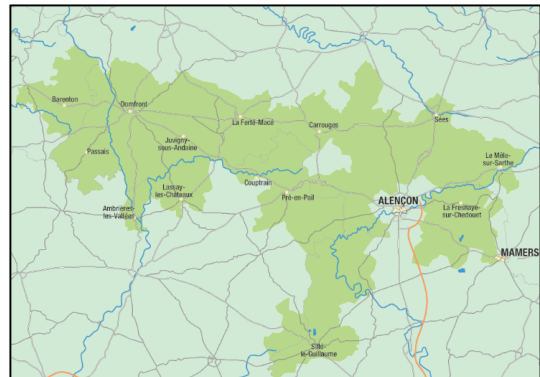 Sées
Barenton
Domfront
La Ferté-Macé
Carrouges
Juvigny-
sous-Andaine
Passais
Le Mêle-
sur-Sarthe
Couptrain
Lassay-
les-Châteaux
Pré-en-Pail
ALENÇON
La Fresnaye-
sur-Chedouet
Ambrières-
les-Vallées
MAMERS
Sillé-
le-Guillaume